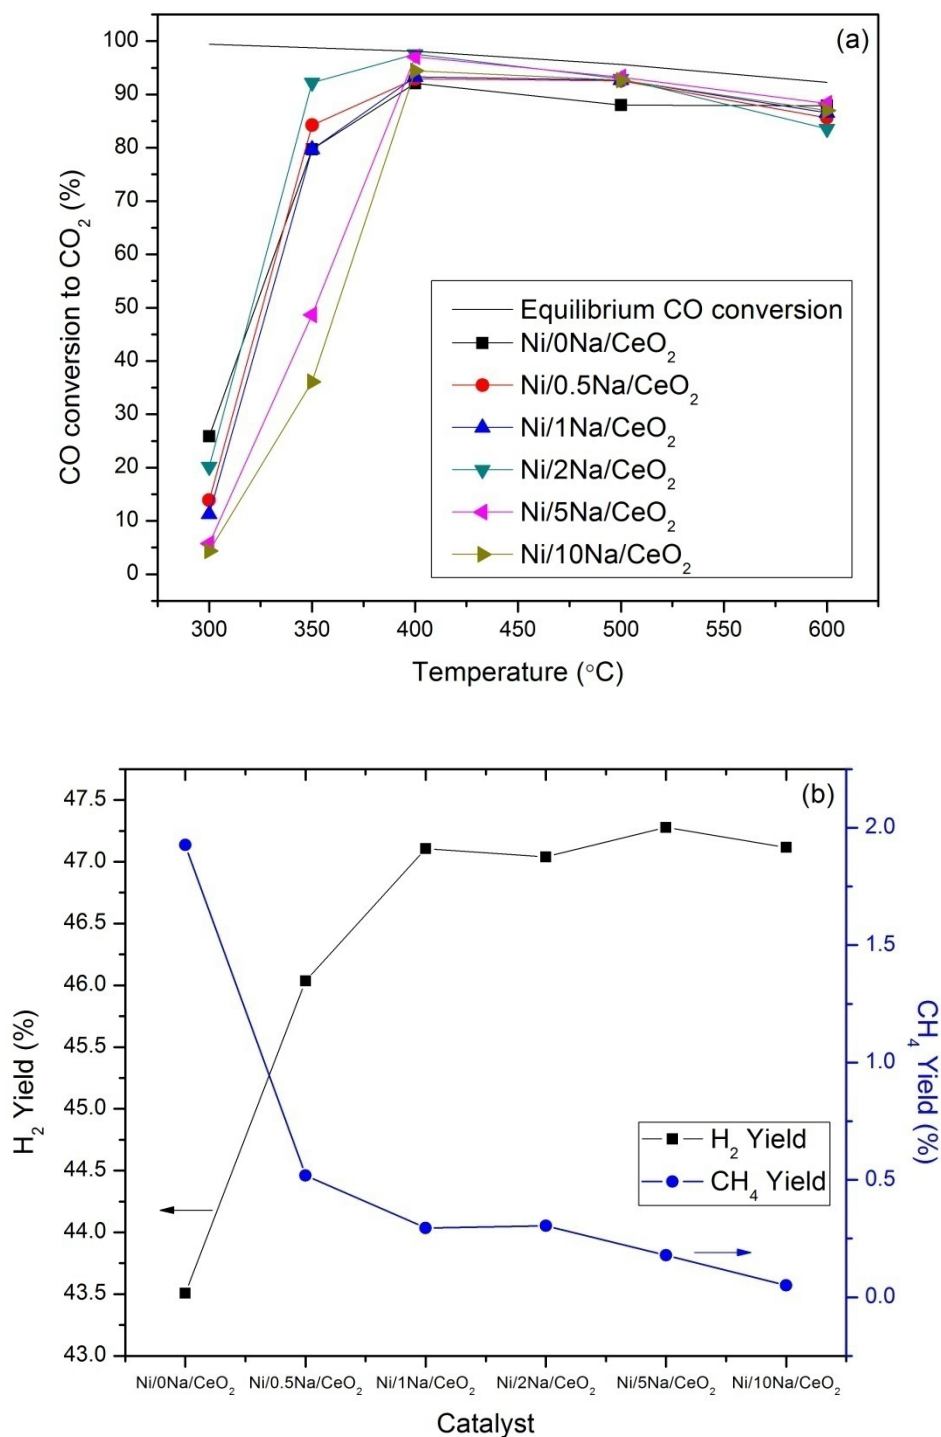 (a)
100
90
80
70
60
50
40
30
20
10
0
CO conversion to CO₂ (%)
Equilibrium CO conversion
Ni/0Na/CeO₂
Ni/0.5Na/CeO₂
Ni/1Na/CeO₂
Ni/2Na/CeO₂
Ni/5Na/CeO₂
Ni/10Na/CeO₂
300 350 400 450 500 550 600
Temperature (°C)
(b)
47.5
47.0
46.5
46.0
45.5
45.0
44.5
44.0
43.5
43.0
H₂ Yield (%)
2.0
1.5
1.0
0.5
0.0
CH₄ Yield (%)
H₂ Yield
CH₄ Yield
Ni/0Na/CeO₂ Ni/0.5Na/CeO₂ Ni/1Na/CeO₂ Ni/2Na/CeO₂ Ni/5Na/CeO₂ Ni/10Na/CeO₂
Catalyst